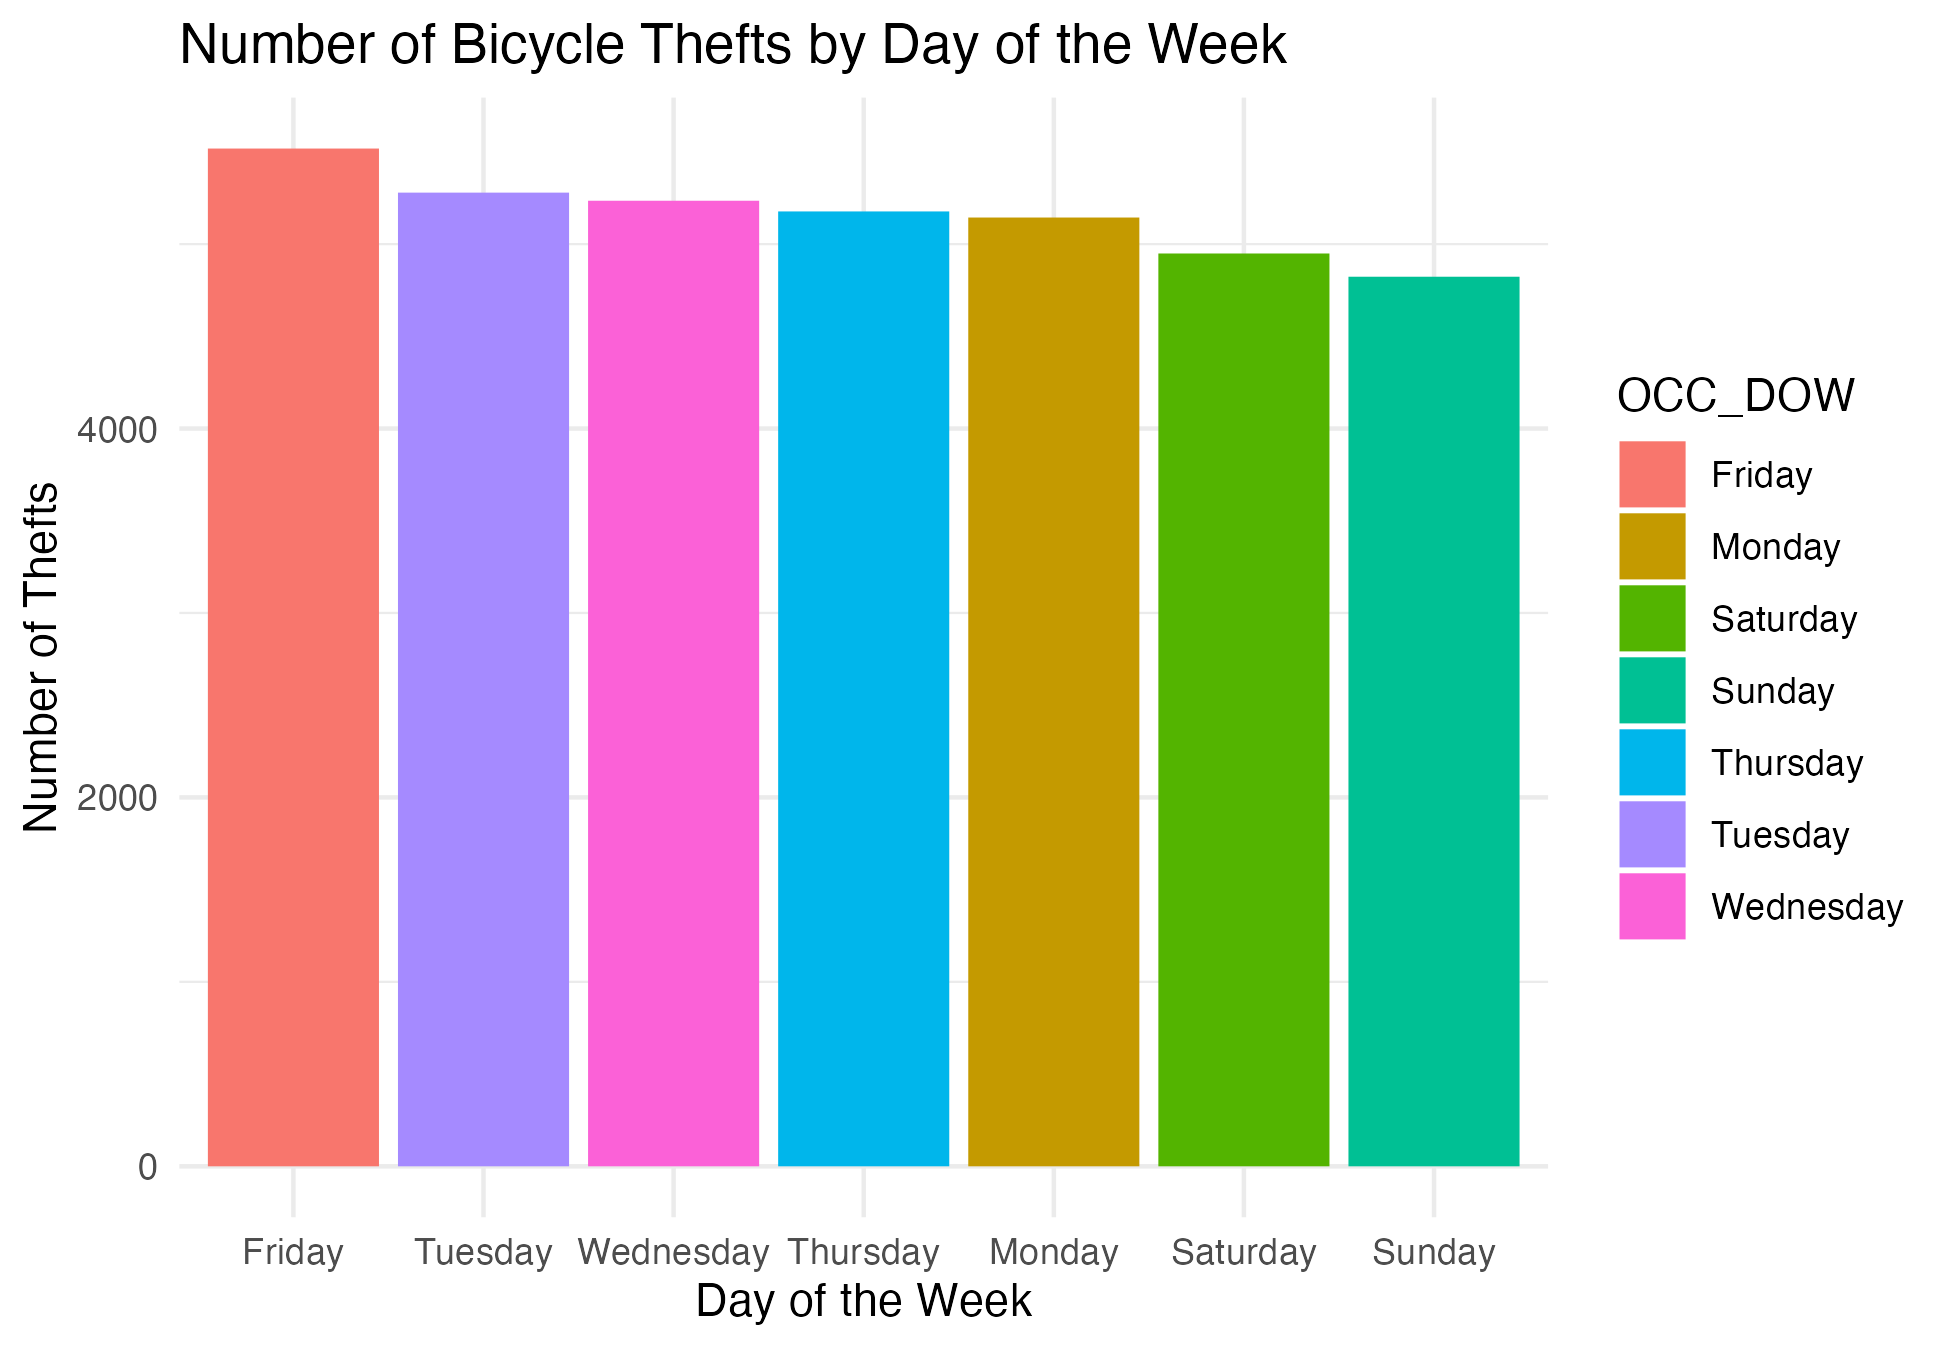 Number of Bicycle Thefts by Day of the Week
Number of Thefts
4000
2000
0
Friday Tuesday Wednesday Thursday Monday Saturday Sunday
Day of the Week
OCC_DOW
Friday
Monday
Saturday
Sunday
Thursday
Tuesday
Wednesday